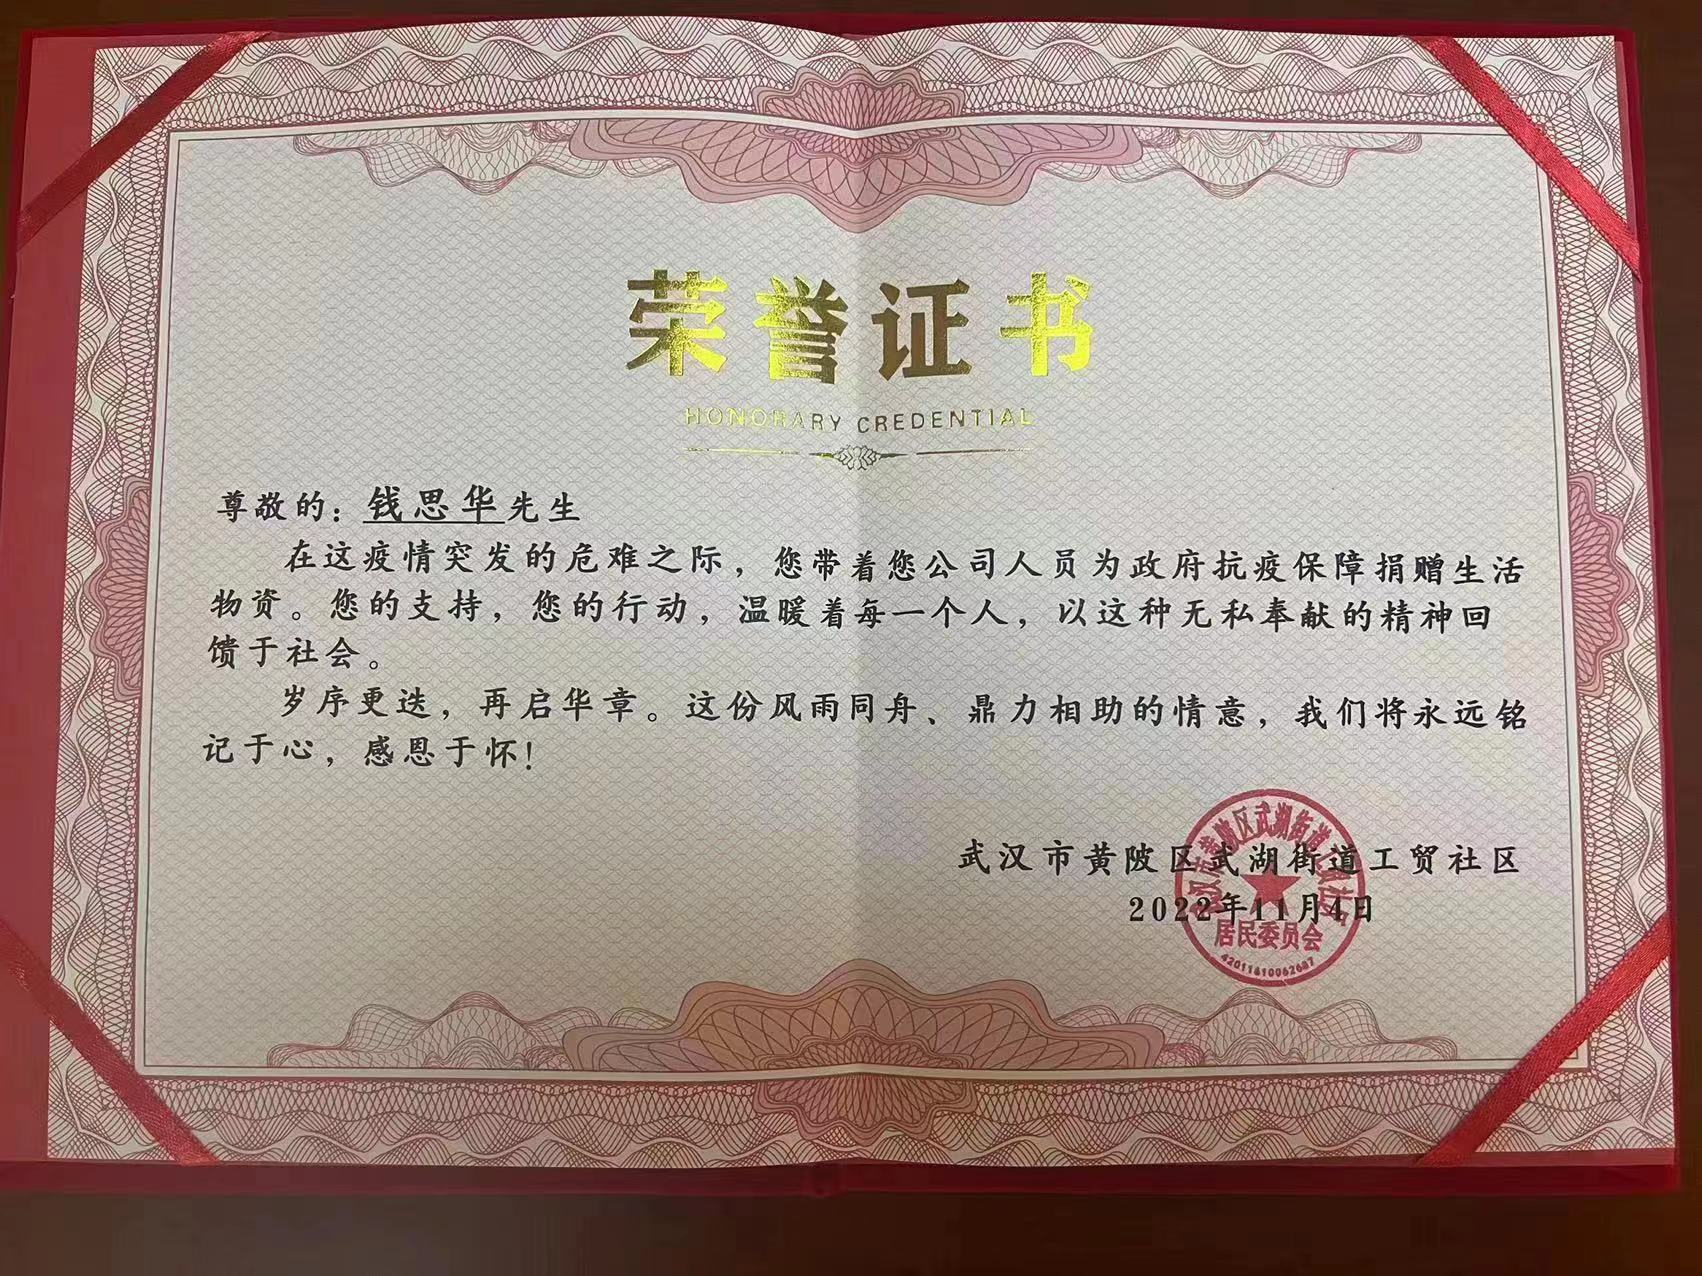 荣誉证书
HONORARY CREDENTIAL
尊敬的：钱思华先生
在这疫情突发的危难之际，您带着您公司人员为政府抗疫保障捐赠生活
物资。您的支持，您的行动，温暖着每一个人，以这种无私奉献的精神回
馈于社会。
岁序更迭，再启华章。这份风雨同舟、鼎力相助的情意，我们将永远铭
记于心，感恩于怀！
武汉市黄陂区武湖街道工贸社区
2022年11月4日
居民委员会